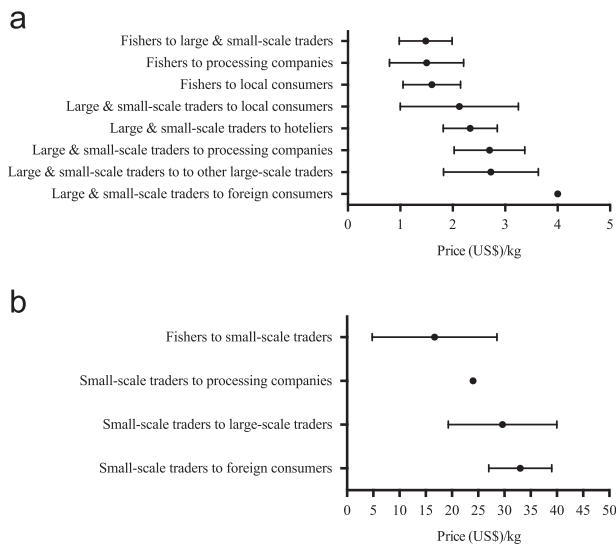 a
Fishers to large & small-scale traders
Fishers to processing companies
Fishers to local consumers
Large & small-scale traders to local consumers
Large & small-scale traders to hoteliers
Large & small-scale traders to processing companies
Large & small-scale traders to to other large-scale traders
Large & small-scale traders to foreign consumers
0 1 2 3 4 5
Price (US$)/kg
b
Fishers to small-scale traders
Small-scale traders to processing companies
Small-scale traders to large-scale traders
Small-scale traders to foreign consumers
0 5 10 15 20 24 30 35 40 45 50
Price (US$)/kg